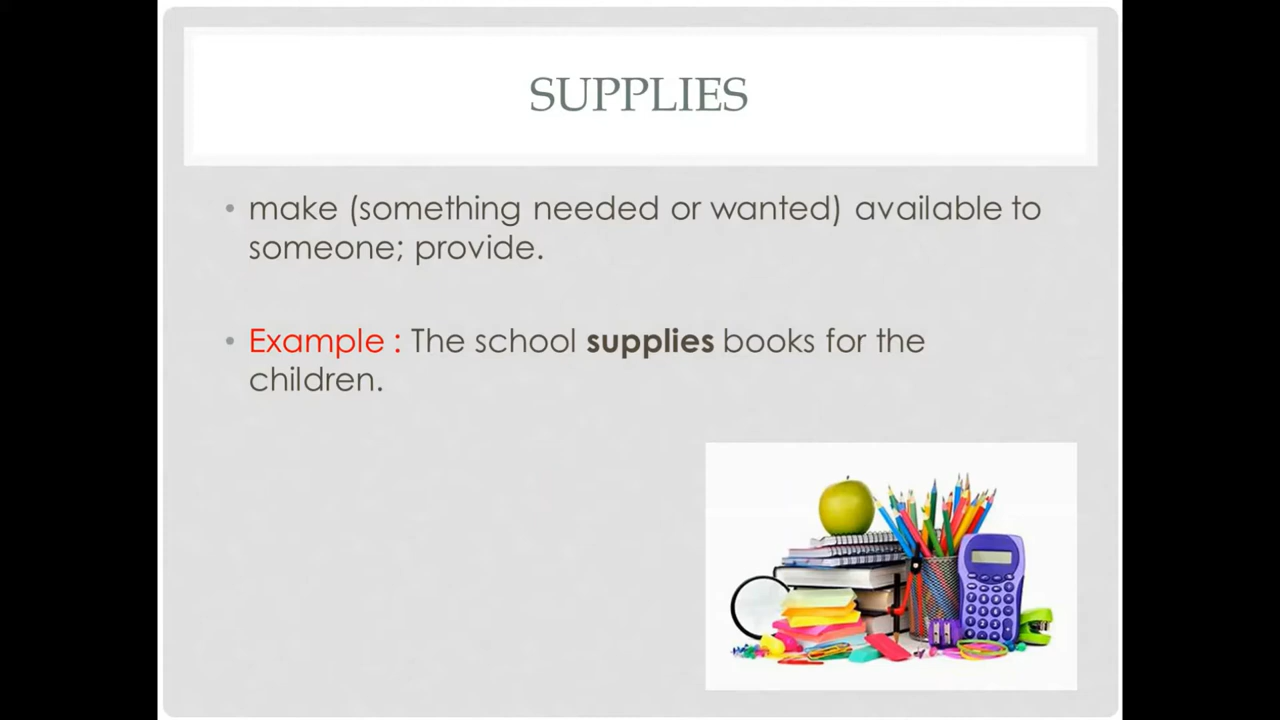 SUPPLIES
• make (something needed or wanted) available to
someone; provide.
• Example : The school supplies books for the
children.